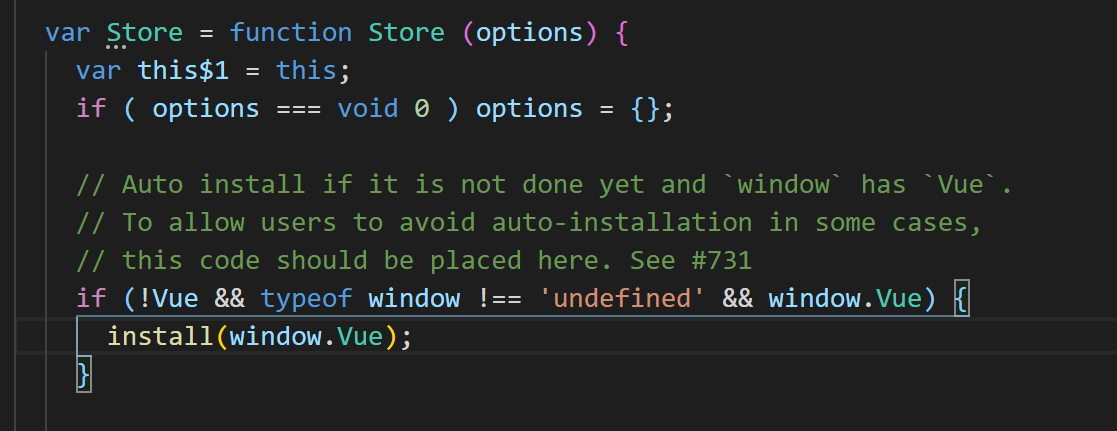 var Store = function Store (options) {
var this$1 = this;
if ( options === void 0 ) options = {};
// Auto install if it is not done yet and `window` has `Vue`.
// To allow users to avoid auto-installation in some cases,
// this code should be placed here. See #731
if (!Vue && typeof window !== 'undefined' && window.Vue) {
install(window.Vue);
}